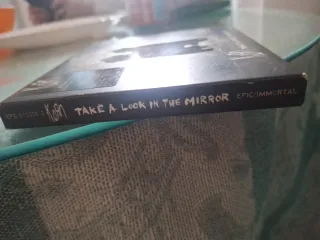 KoЯn TAKE A LOOK IN THE MIRROR EPIC/IMMORTAL